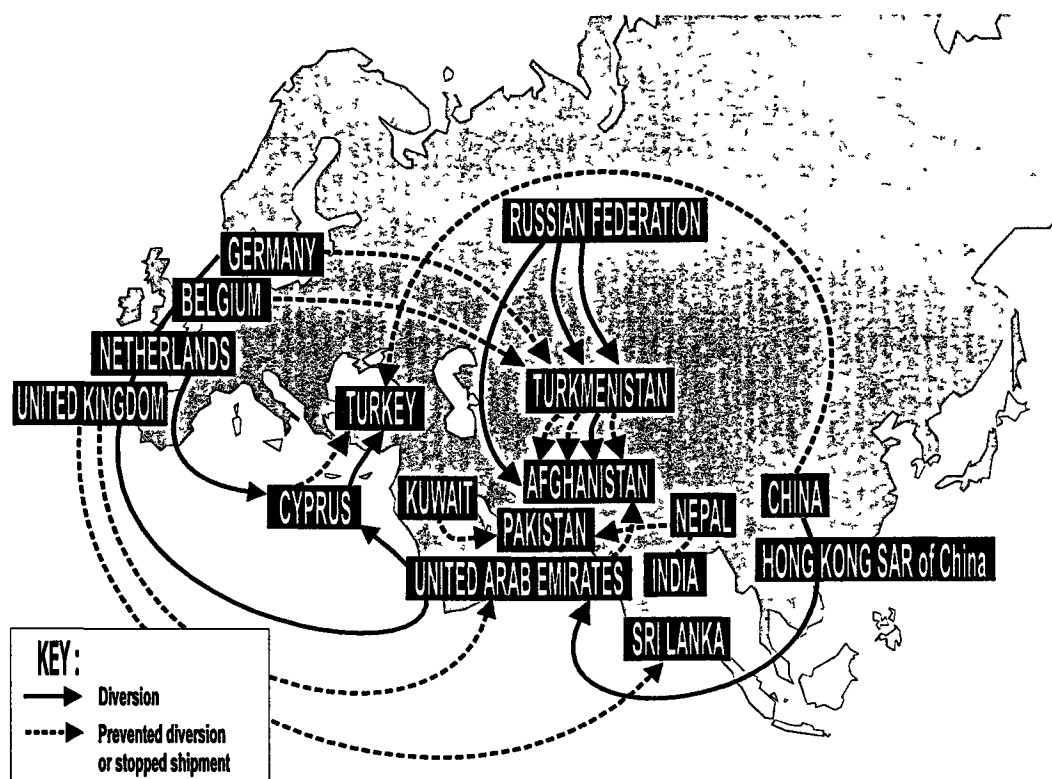 RUSSIAN FEDERATION
GERMANY
BELGIUM
NETHERLANDS
UNITED KINGDOM
TURKEY
TURKMENISTAN
CYPRUS
KUWAIT
AFGHANISTAN
PAKISTAN
NEPAL
CHINA
UNITED ARAB EMIRATES
INDIA
HONG KONG SAR of China
SRI LANKA
KEY :
Diversion
Prevented diversion
or stopped shipment